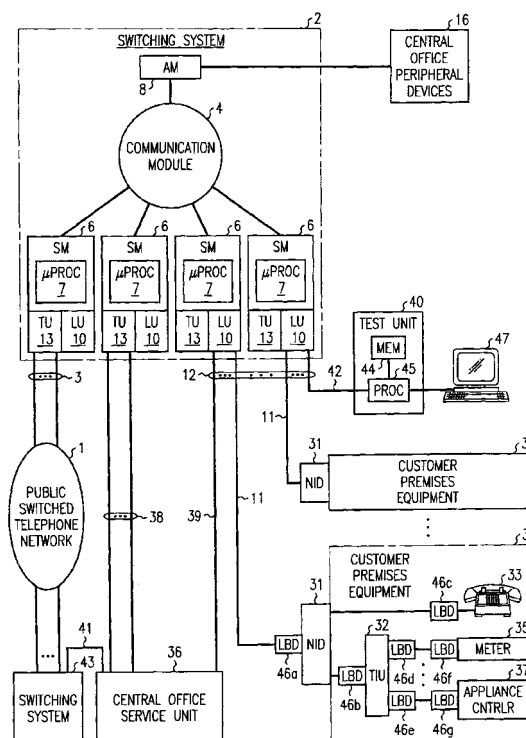 2
SWITCHING SYSTEM
16
AM
8
CENTRAL
OFFICE
PERIPHERAL
DEVICES
4
COMMUNICATION
MODULE
6
6
6
6
SM
SM
SM
SM
μPROC
7
μPROC
7
μPROC
7
μPROC
7
TU
13
LU
10
TU
13
LU
10
TU
13
LU
10
TU
13
LU
10
40
TEST UNIT
MEM
44
45
PROC
47
3
12
42
11
1
PUBLIC
SWITCHED
TELEPHONE
NETWORK
38
39
11
31
NID
CUSTOMER
PREMISES
EQUIPMENT
3
3
CUSTOMER
PREMISES
EQUIPMENT
31
NID
46c
LBD
33
32
TIU
LBD
46a
LBD
46b
LBD
46d
LBD
46f
METER
35
LBD
46e
LBD
46g
APPLIANCE
CNTRLR
37
41
43
SWITCHING
SYSTEM
36
CENTRAL OFFICE
SERVICE UNIT